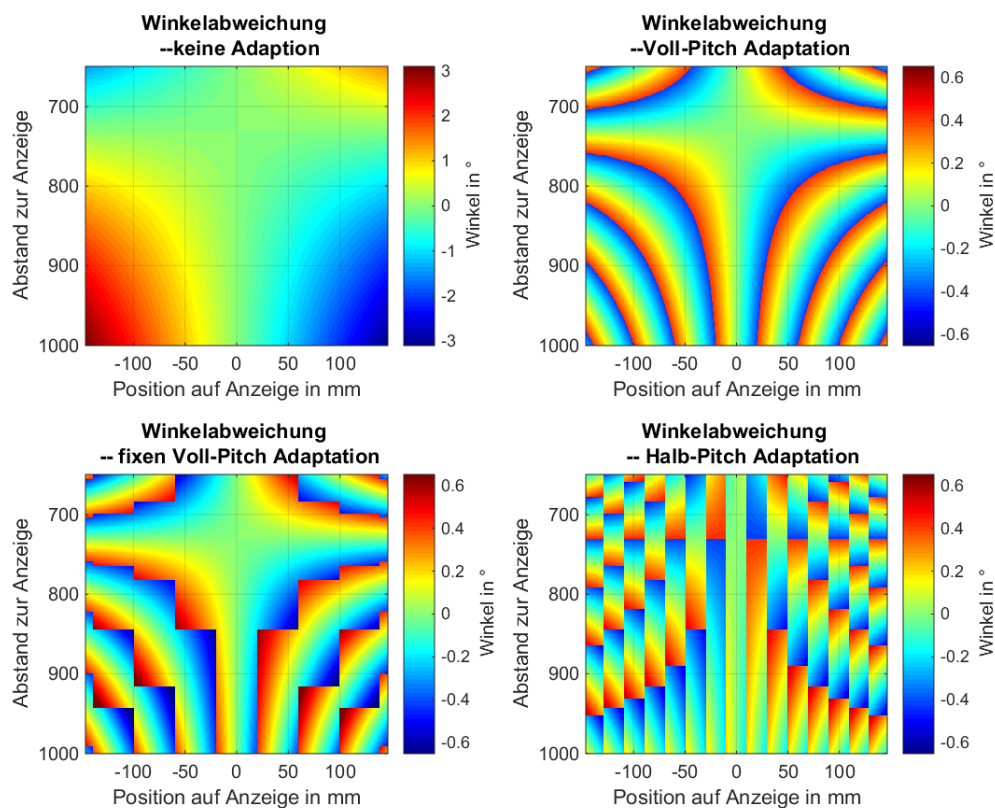 Winkelabweichung
--keine Adaption
Abstand zur Anzeige
700
800
900
1000
-100 -50 0 50 100
Position auf Anzeige in mm
3
2
1
0
-1
-2
-3
Winkel in °
Winkelabweichung
--Voll-Pitch Adaptation
Abstand zur Anzeige
700
800
900
1000
-100 -50 0 50 100
Position auf Anzeige in mm
0.6
0.4
0.2
0
-0.2
-0.4
-0.6
Winkel in °
Winkelabweichung
-- fixen Voll-Pitch Adaptation
Abstand zur Anzeige
700
800
900
1000
-100 -50 0 50 100
Position auf Anzeige in mm
0.6
0.4
0.2
0
-0.2
-0.4
-0.6
Winkel in °
Winkelabweichung
-- Halb-Pitch Adaptation
Abstand zur Anzeige
700
800
900
1000
-100 -50 0 50 100
Position auf Anzeige in mm
0.6
0.4
0.2
0
-0.2
-0.4
-0.6
Winkel in °